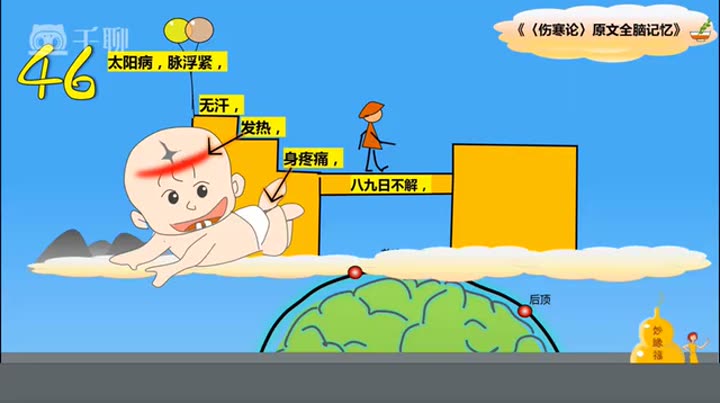 千聊
《〈伤寒论〉原文全脑记忆》
46
太阳病，脉浮紧，
无汗，
发热，
身疼痛，
八九日不解，
后顶
妙缘福